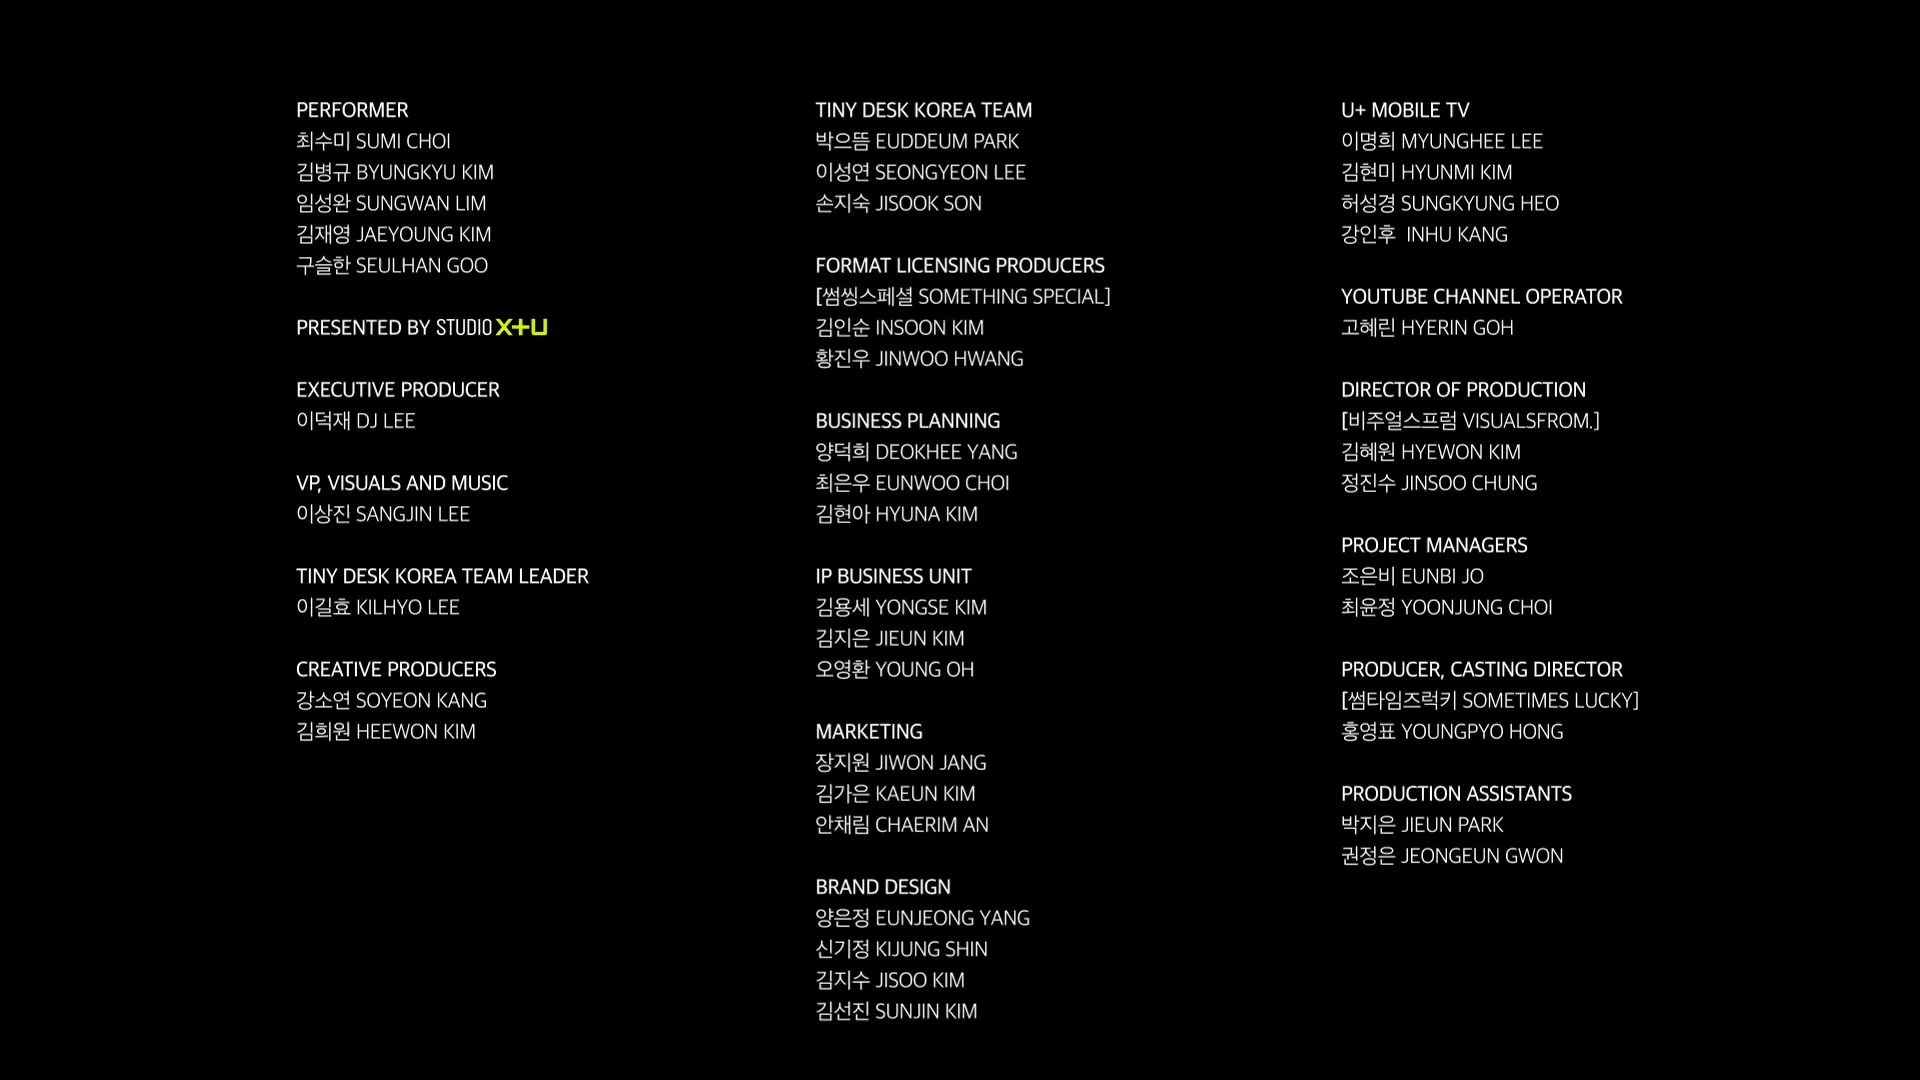 PERFORMER
최수미 SUMI CHOI
김병규 BYUNGKYU KIM
임성완 SUNGWAN LIM
김재영 JAEYOUNG KIM
구슬한 SEULHAN GOO
PRESENTED BY STUDIO X+U
EXECUTIVE PRODUCER
이덕재 DJ LEE
VP, VISUALS AND MUSIC
이상진 SANGJIN LEE
TINY DESK KOREA TEAM LEADER
이길효 KILHYO LEE
CREATIVE PRODUCERS
강소연 SOYEON KANG
김희원 HEEWON KIM
TINY DESK KOREA TEAM
박으뜸 EUDDEUM PARK
이성연 SEONGYEON LEE
손지숙 JISOOK SON
FORMAT LICENSING PRODUCERS
[썸씽스페셜 SOMETHING SPECIAL]
김인순 INSOON KIM
황진우 JINWOO HWANG
BUSINESS PLANNING
양덕희 DEOKHEE YANG
최은우 EUNWOO CHOI
김현아 HYUNA KIM
IP BUSINESS UNIT
김용세 YONGSE KIM
김지은 JIEUN KIM
오영환 YOUNG OH
MARKETING
장지원 JIWON JANG
김가은 KAEUN KIM
안채림 CHAERIM AN
BRAND DESIGN
양은정 EUNJEONG YANG
신기정 KIJUNG SHIN
김지수 JISOO KIM
김선진 SUNJIN KIM
U+ MOBILE TV
이명희 MYUNGHEE LEE
김현미 HYUNMI KIM
허성경 SUNGKYUNG HEO
강인후 INHU KANG
YOUTUBE CHANNEL OPERATOR
고혜린 HYERIN GOH
DIRECTOR OF PRODUCTION
[비주얼스프럼 VISUALSFROM.]
김혜원 HYEWON KIM
정진수 JINSOO CHUNG
PROJECT MANAGERS
조은비 EUNBI JO
최윤정 YOONJUNG CHOI
PRODUCER, CASTING DIRECTOR
[썸타임즈럭키 SOMETIMES LUCKY]
홍영표 YOUNGPYO HONG
PRODUCTION ASSISTANTS
박지은 JIEUN PARK
권정은 JEONGEUN GWON